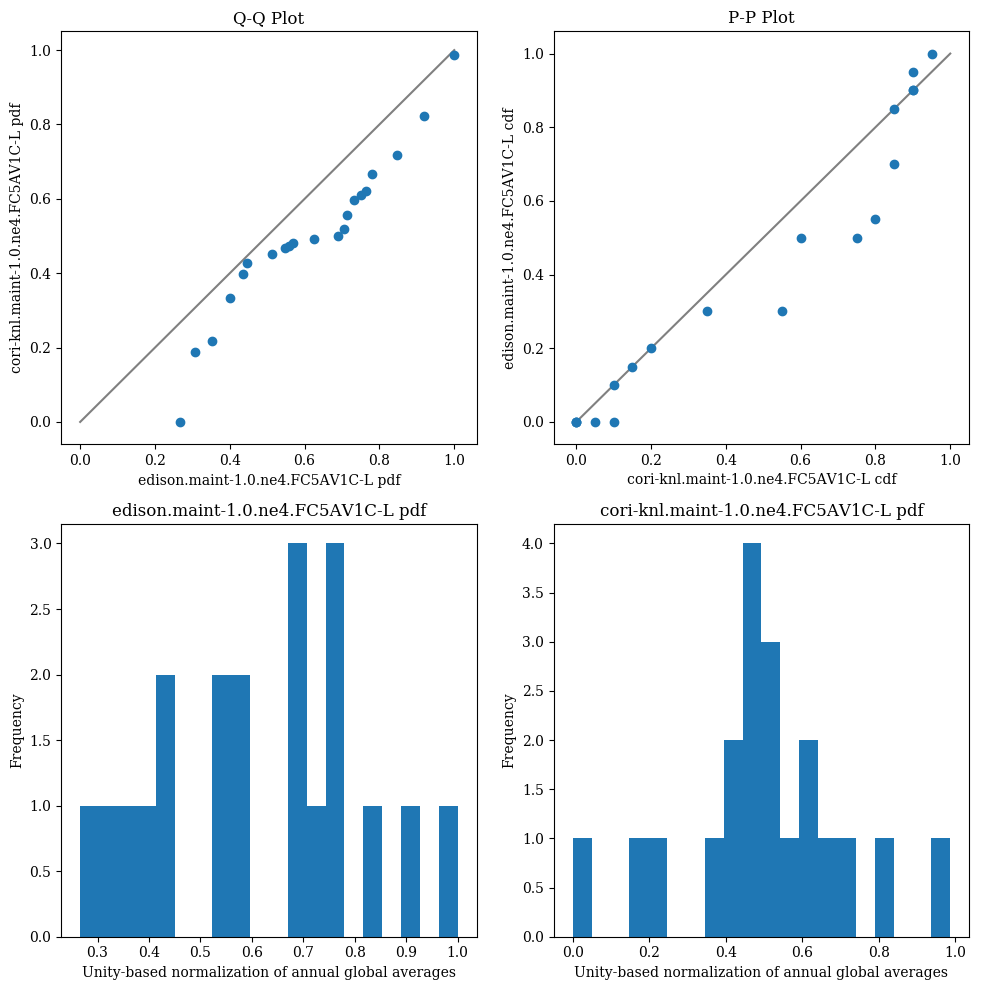 Q-Q Plot
1.0
0.8
0.6
0.4
0.2
0.0
cori-knl.maint-1.0.ne4.FC5AV1C-L pdf
0.0 0.2 0.4 0.6 0.8 1.0
edison.maint-1.0.ne4.FC5AV1C-L pdf
P-P Plot
1.0
0.8
0.6
0.4
0.2
0.0
edison.maint-1.0.ne4.FC5AV1C-L cdf
0.0 0.2 0.4 0.6 0.8 1.0
cori-knl.maint-1.0.ne4.FC5AV1C-L cdf
edison.maint-1.0.ne4.FC5AV1C-L pdf
3.0
2.5
2.0
1.5
1.0
0.5
0.0
Frequency
0.3 0.4 0.5 0.6 0.7 0.8 0.9 1.0
Unity-based normalization of annual global averages
cori-knl.maint-1.0.ne4.FC5AV1C-L pdf
4.0
3.5
3.0
2.5
2.0
1.5
1.0
0.5
0.0
Frequency
0.0 0.2 0.4 0.6 0.8 1.0
Unity-based normalization of annual global averages